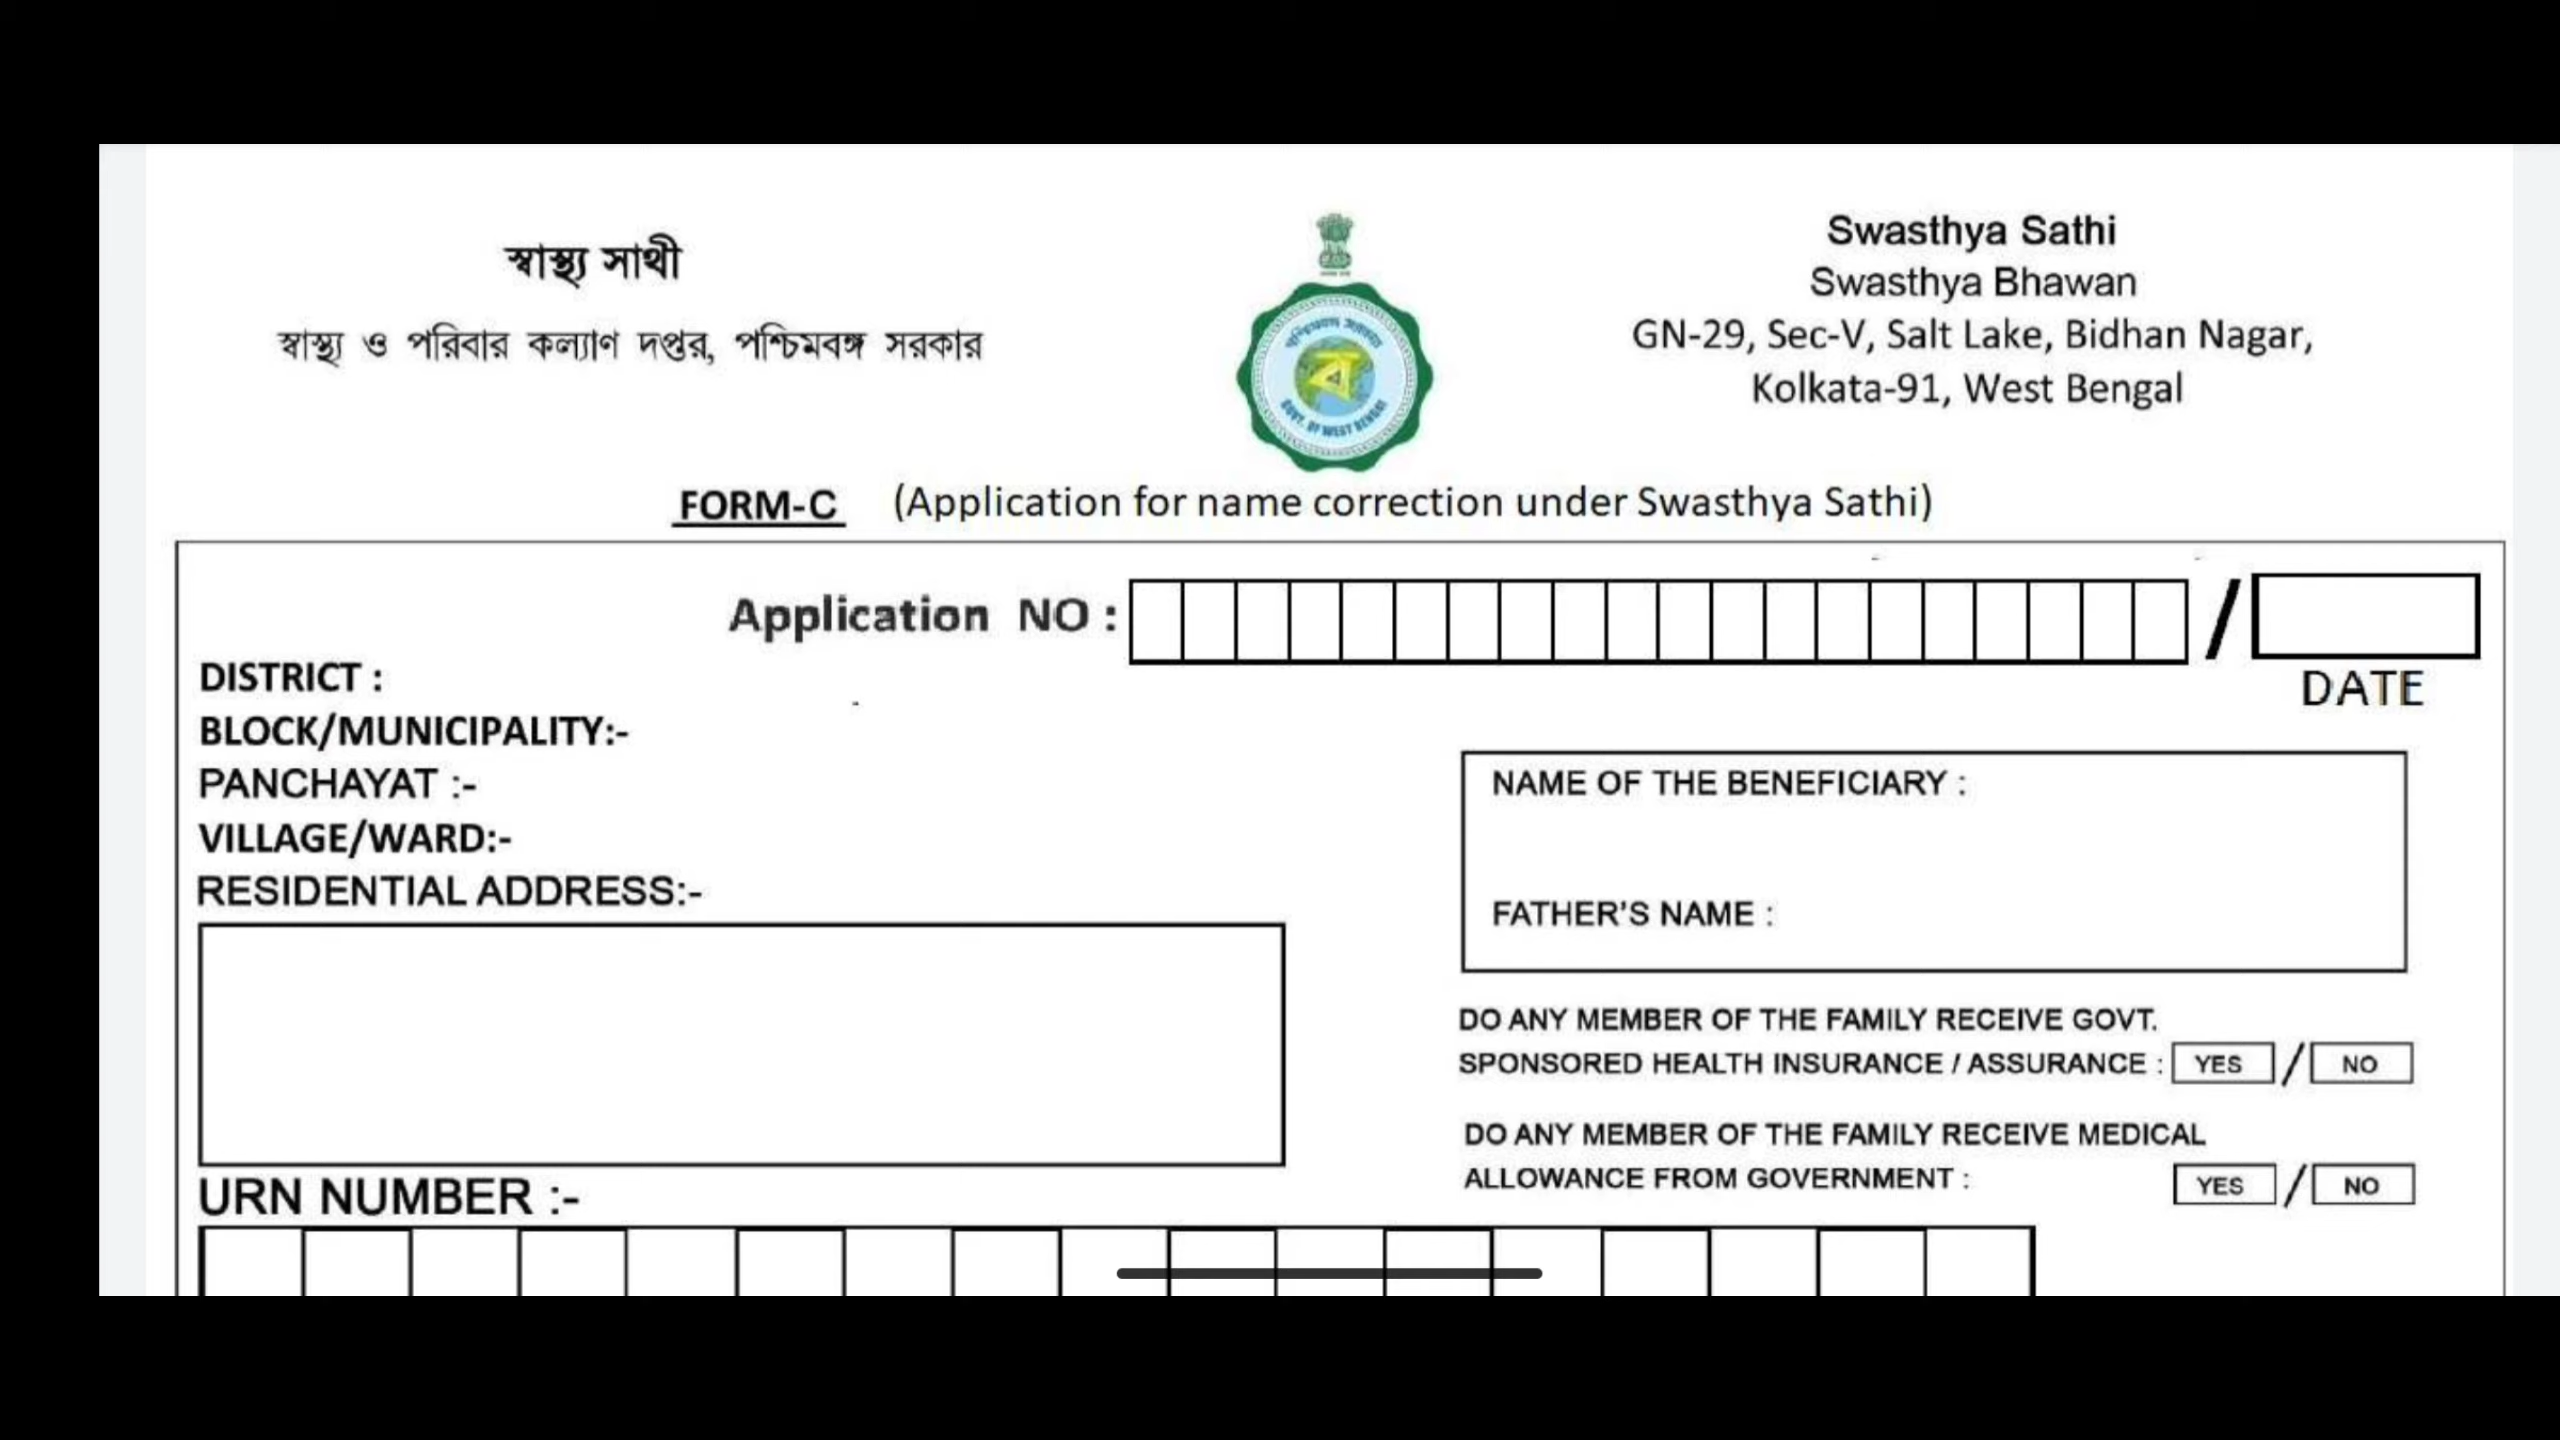 স্বাস্থ্য সাথী
স্বাস্থ্য ও পরিবার কল্যাণ দপ্তর, পশ্চিমবঙ্গ সরকার
GOVT. OF WEST BENGAL
Swasthya Sathi
Swasthya Bhawan
GN-29, Sec-V, Salt Lake, Bidhan Nagar,
Kolkata-91, West Bengal
FORM-C (Application for name correction under Swasthya Sathi)
Application NO : /
DATE
DISTRICT :
BLOCK/MUNICIPALITY:-
PANCHAYAT :-
VILLAGE/WARD:-
RESIDENTIAL ADDRESS:-
NAME OF THE BENEFICIARY :
FATHER'S NAME :
DO ANY MEMBER OF THE FAMILY RECEIVE GOVT.
SPONSORED HEALTH INSURANCE / ASSURANCE : YES / NO
DO ANY MEMBER OF THE FAMILY RECEIVE MEDICAL
ALLOWANCE FROM GOVERNMENT : YES / NO
URN NUMBER :-